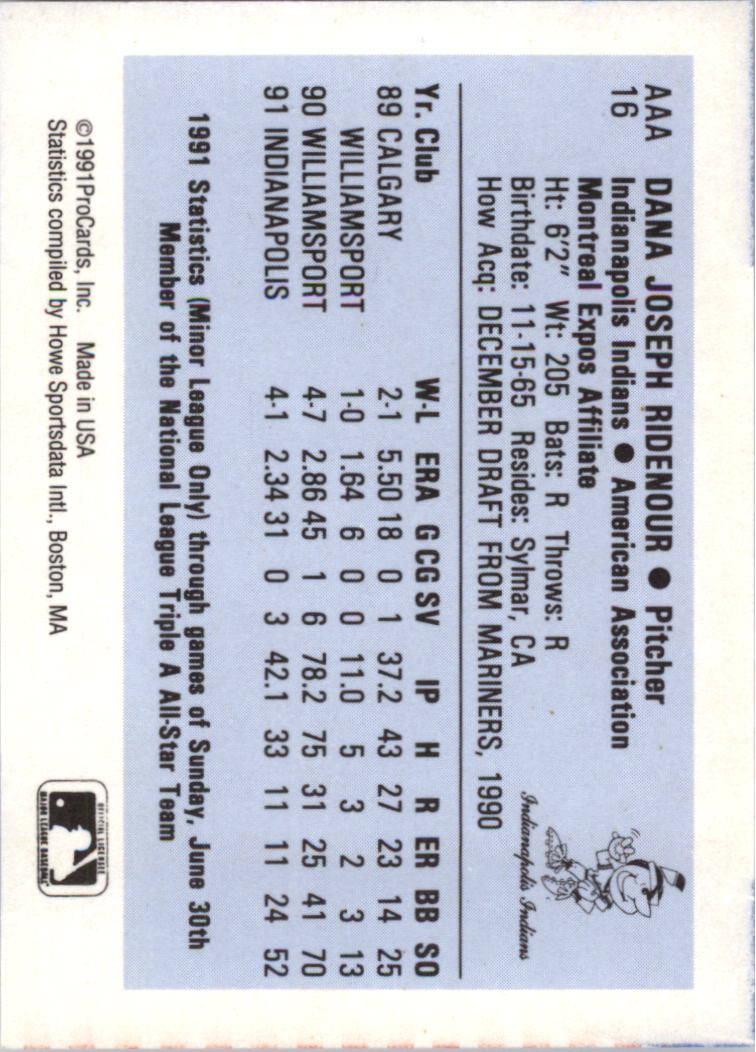 AAA DANA JOSEPH RIDENOUR ● Pitcher
16 Indianapolis Indians ● American Association
Montreal Expos Affiliate
Ht: 6'2" Wt: 205 Bats: R Throws: R
Birthdate: 11-15-65 Resides: Sylmar, CA
How Acq: DECEMBER DRAFT FROM MARINERS, 1990
Indianapolis Indians
Yr. Club W-L ERA G CG SV IP H R ER BB SO
89 CALGARY 2-1 5.50 18 0 1 37.2 43 27 23 14 25
WILLIAMSPORT 1-0 1.64 6 0 0 11.0 5 3 2 3 13
90 WILLIAMSPORT 4-7 2.86 45 1 6 78.2 75 31 25 41 70
91 INDIANAPOLIS 4-1 2.34 31 0 3 42.1 33 11 11 24 52
1991 Statistics (Minor League Only) through games of Sunday, June 30th
Member of the National League Triple A All-Star Team
©1991ProCards, Inc. Made in USA
Statistics compiled by Howe Sportsdata Intl., Boston, MA
OFFICIAL LICENSEE
MAJOR LEAGUE BASEBALL